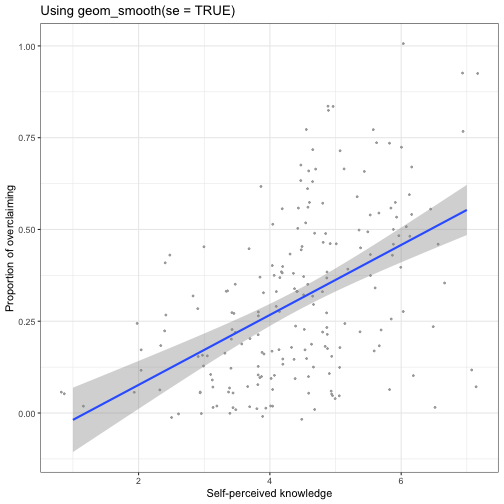 Using geom_smooth(se = TRUE)
1.00
0.75
0.50
0.25
0.00
Proportion of overclaiming
2 4 6
Self-perceived knowledge